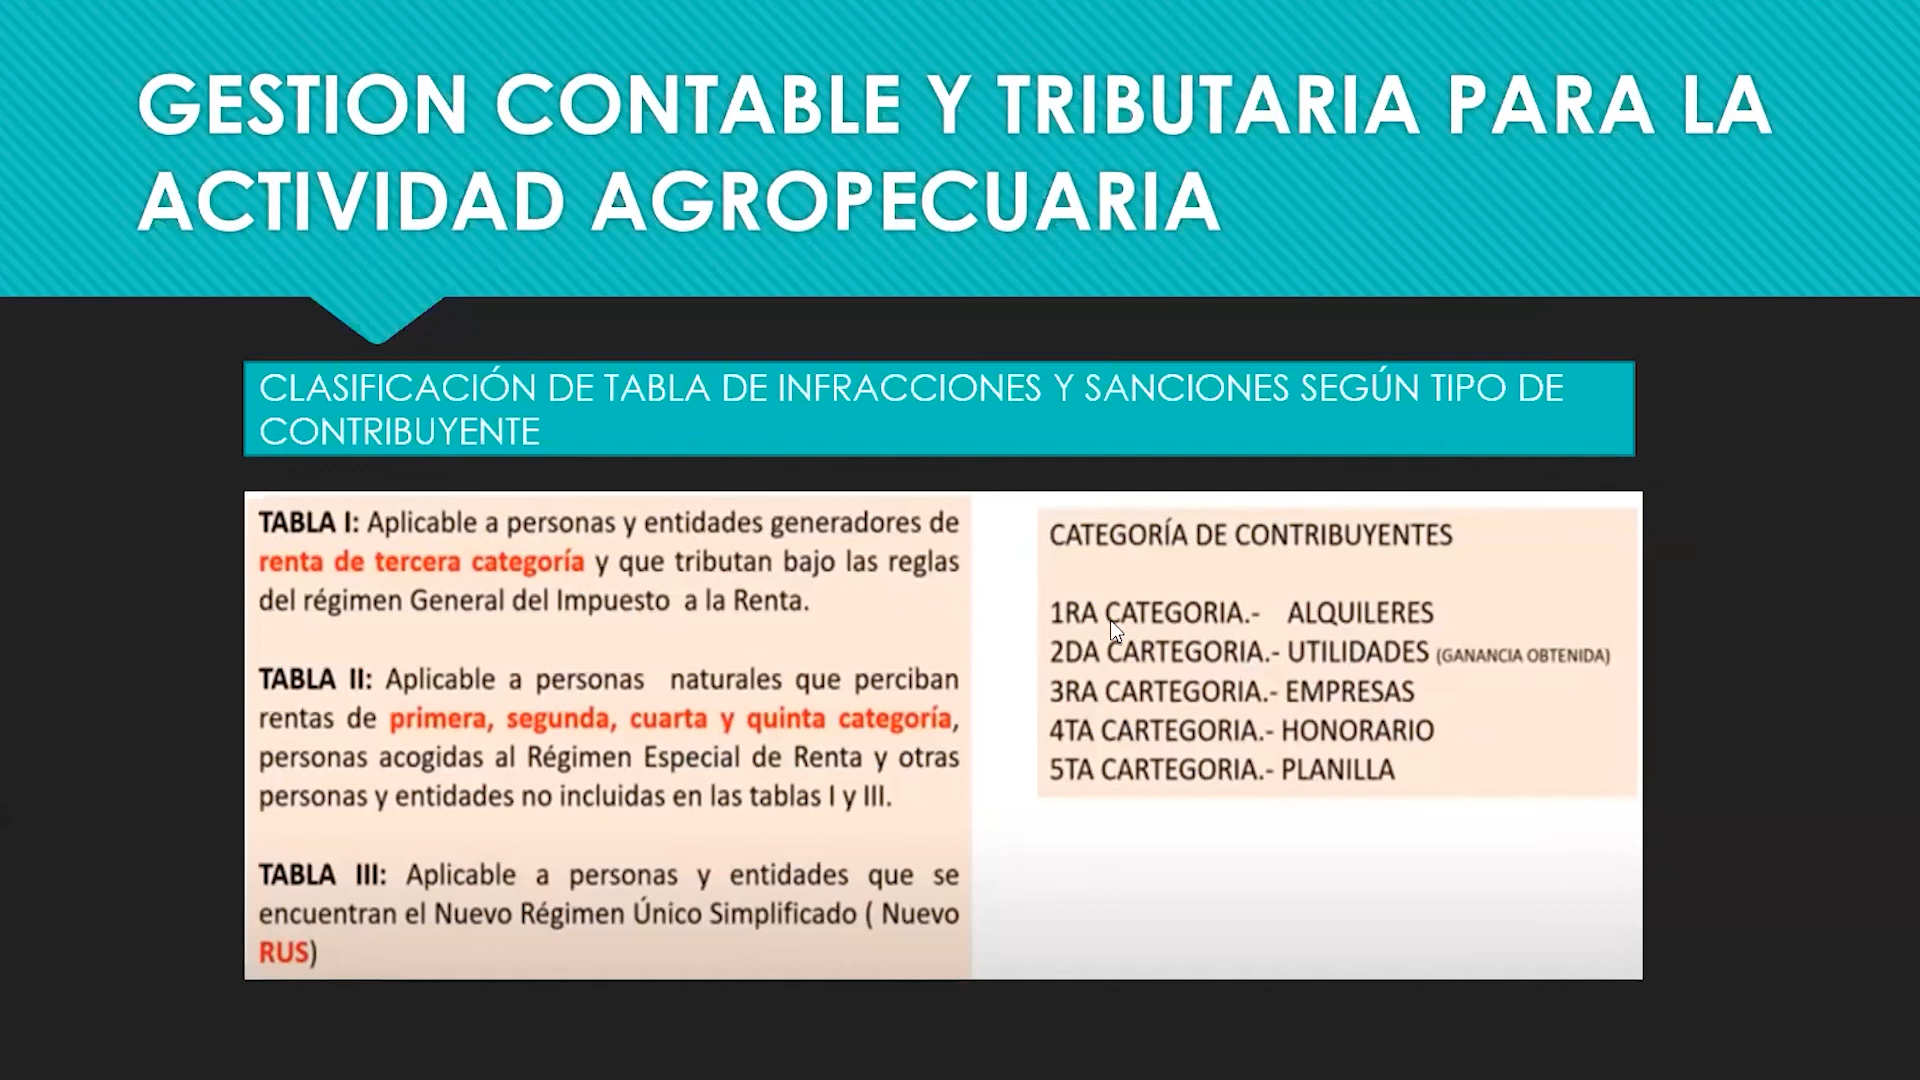 GESTION CONTABLE Y TRIBUTARIA PARA LA
ACTIVIDAD AGROPECUARIA
CLASIFICACIÓN DE TABLA DE INFRACCIONES Y SANCIONES SEGÚN TIPO DE
CONTRIBUYENTE
TABLA I: Aplicable a personas y entidades generadores de
renta de tercera categoría y que tributan bajo las reglas
del régimen General del Impuesto a la Renta.
TABLA II: Aplicable a personas naturales que perciban
rentas de primera, segunda, cuarta y quinta categoría,
personas acogidas al Régimen Especial de Renta y otras
personas y entidades no incluidas en las tablas I y III.
TABLA III: Aplicable a personas y entidades que se
encuentran el Nuevo Régimen Único Simplificado ( Nuevo
RUS)
CATEGORÍA DE CONTRIBUYENTES
1RA CATEGORIA.- ALQUILERES
2DA CARTEGORIA.- UTILIDADES (GANANCIA OBTENIDA)
3RA CARTEGORIA.- EMPRESAS
4TA CARTEGORIA.- HONORARIO
5TA CARTEGORIA.- PLANILLA